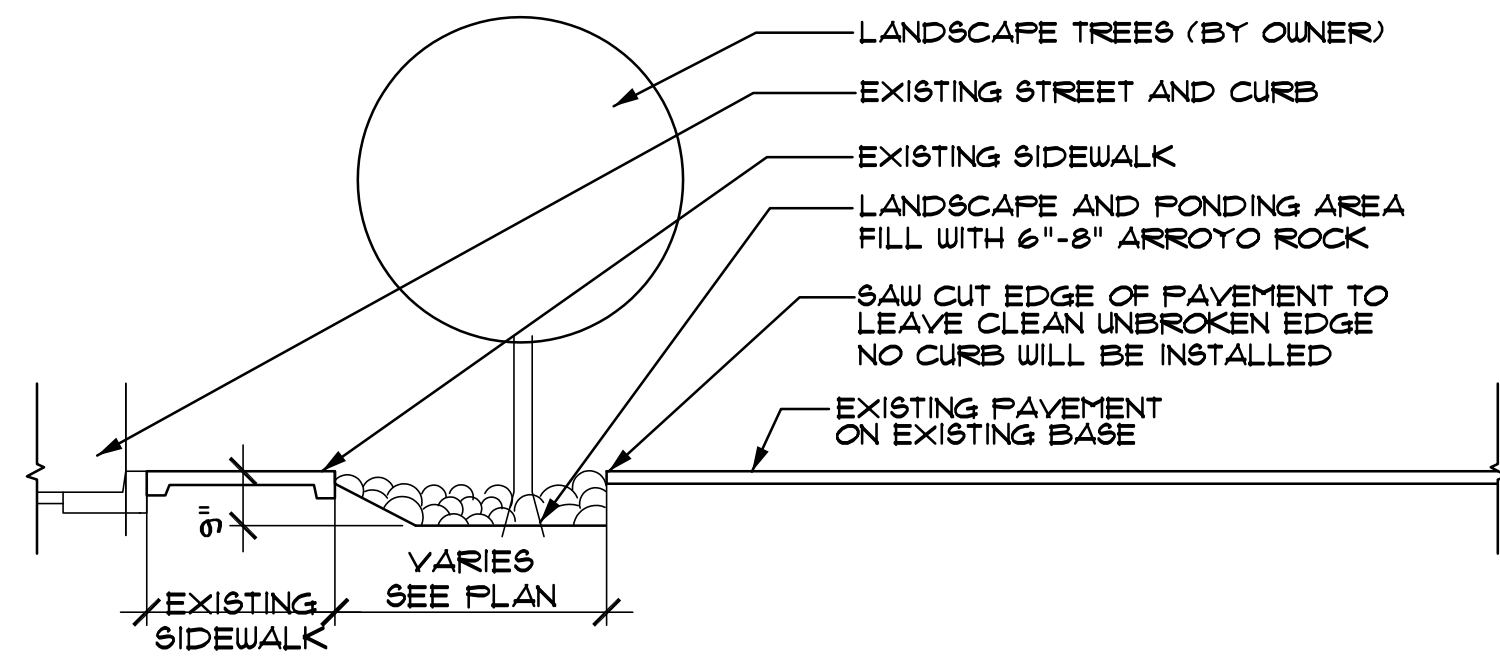 LANDSCAPE TREES (BY OWNER)
EXISTING STREET AND CURB
EXISTING SIDEWALK
LANDSCAPE AND PONDING AREA
FILL WITH 6"-8" ARROYO ROCK
SAW CUT EDGE OF PAVEMENT TO
LEAVE CLEAN UNBROKEN EDGE
NO CURB WILL BE INSTALLED
EXISTING PAVEMENT
ON EXISTING BASE
9"
VARIES
SEE PLAN
EXISTING
SIDEWALK